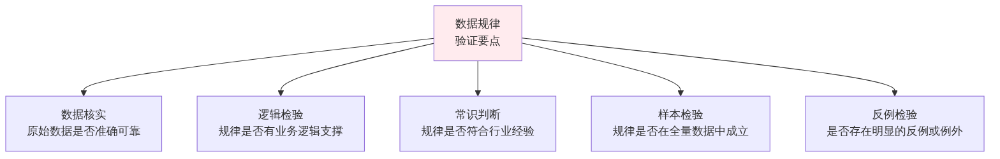 数据规律
验证要点
数据核实
原始数据是否准确可靠
逻辑检验
规律是否有业务逻辑支撑
常识判断
规律是否符合行业经验
样本检验
规律是否在全量数据中成立
反例检验
是否存在明显的反例或例外